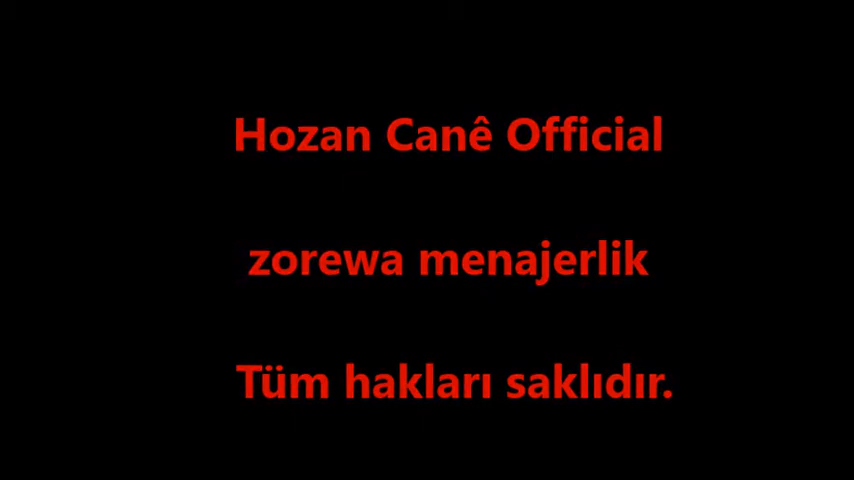 Hozan Canê Official
zorewa menajerlik
Tüm hakları saklıdır.